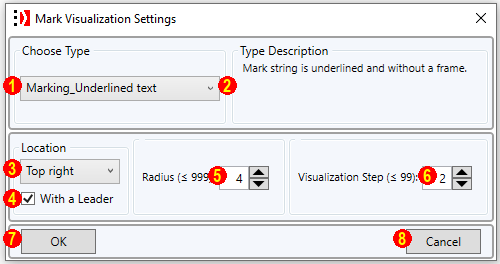 Mark Visualization Settings
Choose Type
Type Description
1 Marking_Underlined text 2
Mark string is underlined and without a frame.
Location
3 Top right
Radius (≤ 999 5 4
Visualization Step (≤ 99): 6 2
4 With a Leader
7 OK
8 Cancel